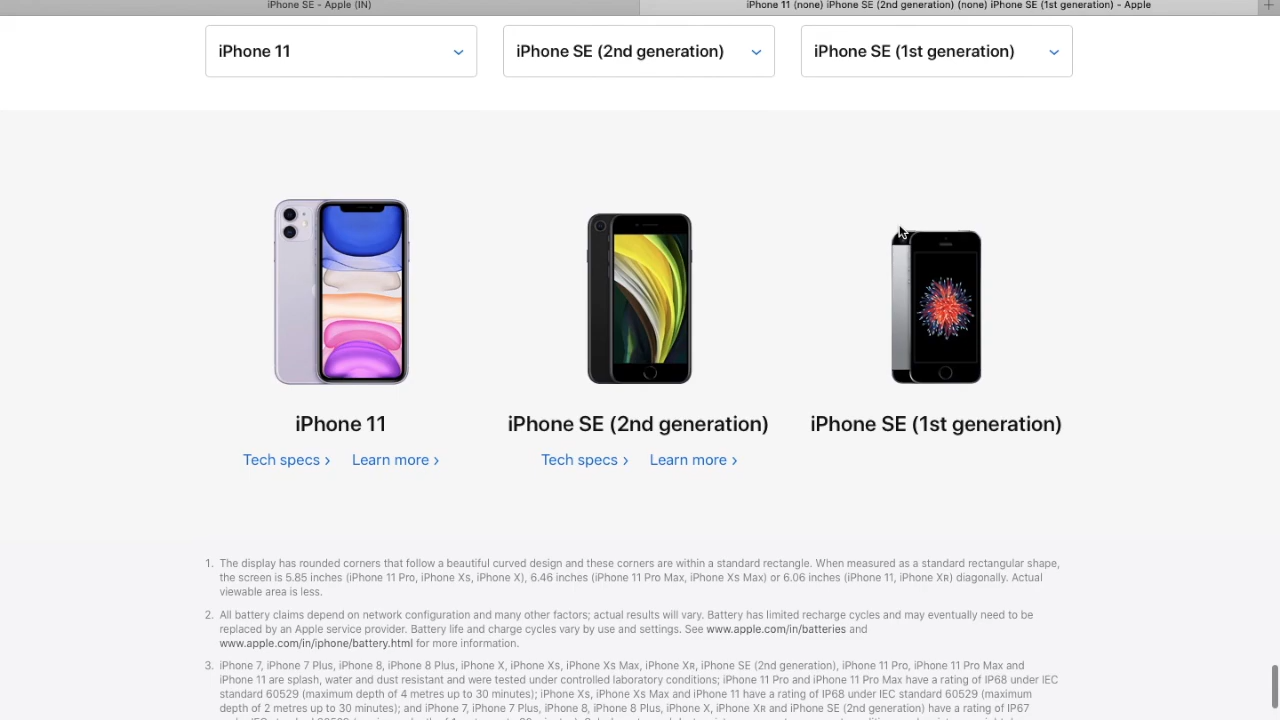 iPhone SE - Apple (IN)
iPhone 11 (none) iPhone SE (2nd generation) (none) iPhone SE (1st generation) - Apple
iPhone 11
iPhone SE (2nd generation)
iPhone SE (1st generation)
iPhone 11
iPhone SE (2nd generation)
iPhone SE (1st generation)
Tech specs ›
Learn more ›
Tech specs ›
Learn more ›
1. The display has rounded corners that follow a beautiful curved design and these corners are within a standard rectangle. When measured as a standard rectangular shape,
the screen is 5.85 inches (iPhone 11 Pro, iPhone Xs, iPhone X), 6.46 inches (iPhone 11 Pro Max, iPhone Xs Max) or 6.06 inches (iPhone 11, iPhone XR) diagonally. Actual
viewable area is less.
2. All battery claims depend on network configuration and many other factors; actual results will vary. Battery has limited recharge cycles and may eventually need to be
replaced by an Apple service provider. Battery life and charge cycles vary by use and settings. See www.apple.com/in/batteries and
www.apple.com/in/iphone/battery.html for more information.
3. iPhone 7, iPhone 7 Plus, iPhone 8, iPhone 8 Plus, iPhone X, iPhone Xs, iPhone Xs Max, iPhone XR, iPhone SE (2nd generation), iPhone 11 Pro, iPhone 11 Pro Max and
iPhone 11 are splash, water and dust resistant and were tested under controlled laboratory conditions; iPhone 11 Pro and iPhone 11 Pro Max have a rating of IP68 under IEC
standard 60529 (maximum depth of 4 metres up to 30 minutes); iPhone Xs, iPhone Xs Max and iPhone 11 have a rating of IP68 under IEC standard 60529 (maximum
depth of 2 metres up to 30 minutes); and iPhone 7, iPhone 7 Plus, iPhone 8, iPhone 8 Plus, iPhone X, iPhone XR and iPhone SE (2nd generation) have a rating of IP67